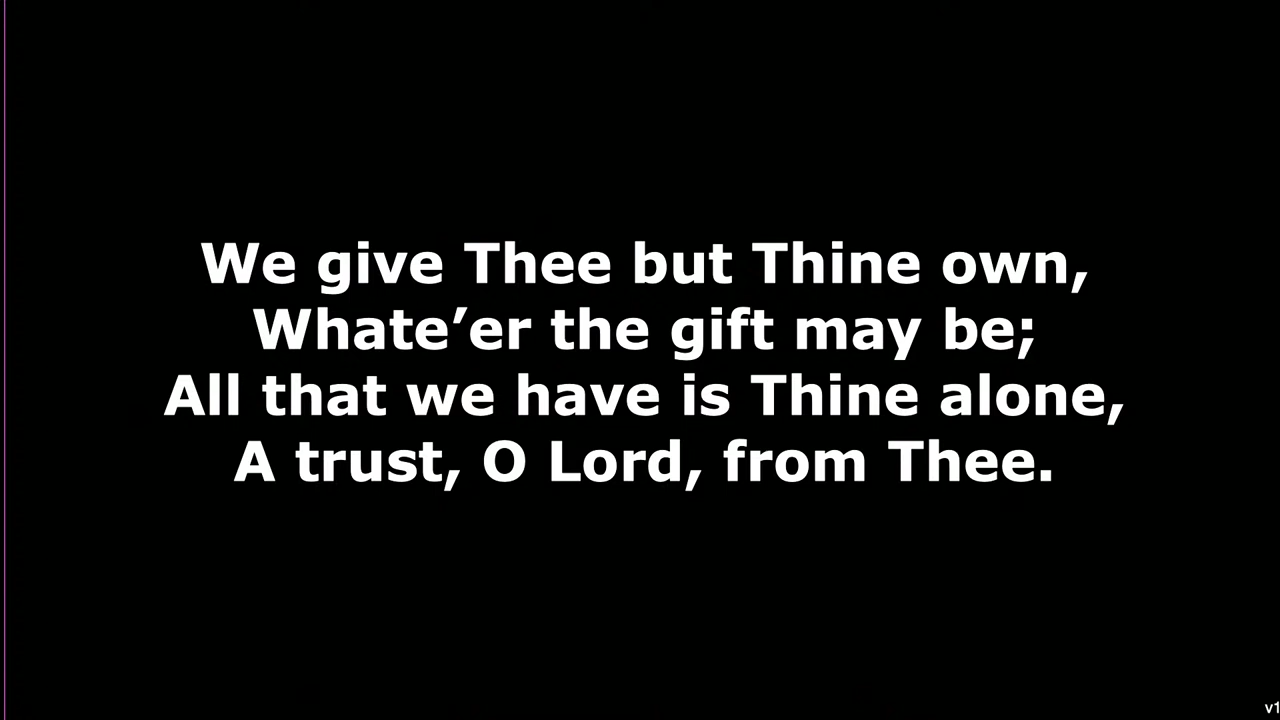 We give Thee but Thine own,
Whate’er the gift may be;
All that we have is Thine alone,
A trust, O Lord, from Thee.
v1